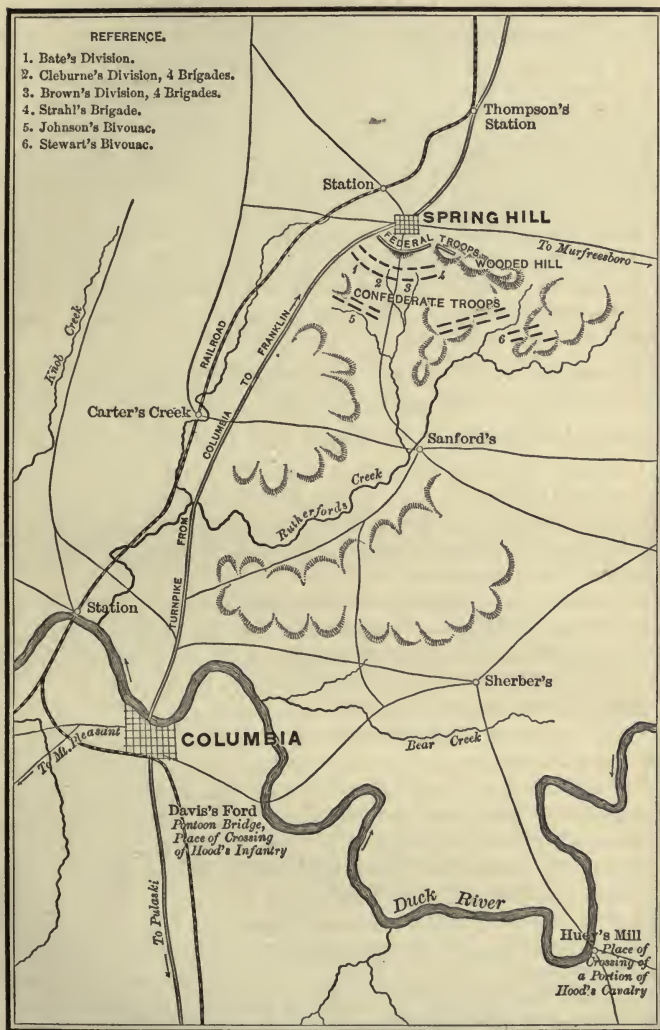 REFERENCE.
1. Bate's Division.
2. Cleburne's Division, 4 Brigades.
3. Brown's Division, 4 Brigades.
4. Strahl's Brigade.
5. Johnson's Bivouac.
6. Stewart's Bivouac.
Thompson's
Station
Station
SPRING HILL
FEDERAL TROOPS
WOODED HILL
To Murfreesboro
1
2
3
4
CONFEDERATE TROOPS
5
6
Knob Creek
RAILROAD
TURNPIKE FROM COLUMBIA TO FRANKLIN
Carter's Creek
Sanford's
Rutherfords Creek
Station
Sherber's
COLUMBIA
Bear Creek
To Mt. Pleasant
Davis's Ford
Pontoon Bridge,
Place of Crossing
of Hood's Infantry
To Pulaski
Duck River
Huey's Mill
Place of
Crossing of
a Portion of
Hood's Cavalry